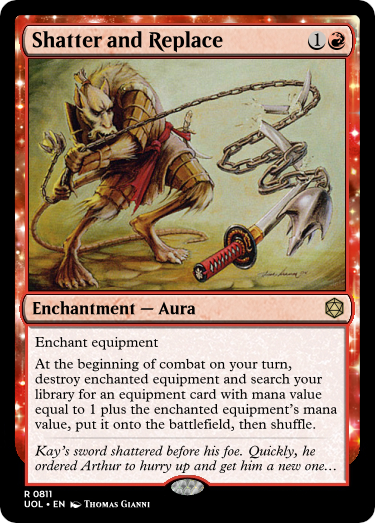 Shatter and Replace 1
Enchantment — Aura
Enchant equipment
At the beginning of combat on your turn,
destroy enchanted equipment and search your
library for an equipment card with mana value
equal to 1 plus the enchanted equipment's mana
value, put it onto the battlefield, then shuffle.
Kay's sword shattered before his foe. Quickly, he
ordered Arthur to hurry up and get him a new one...
R 0811
UOL • EN Thomas Gianni